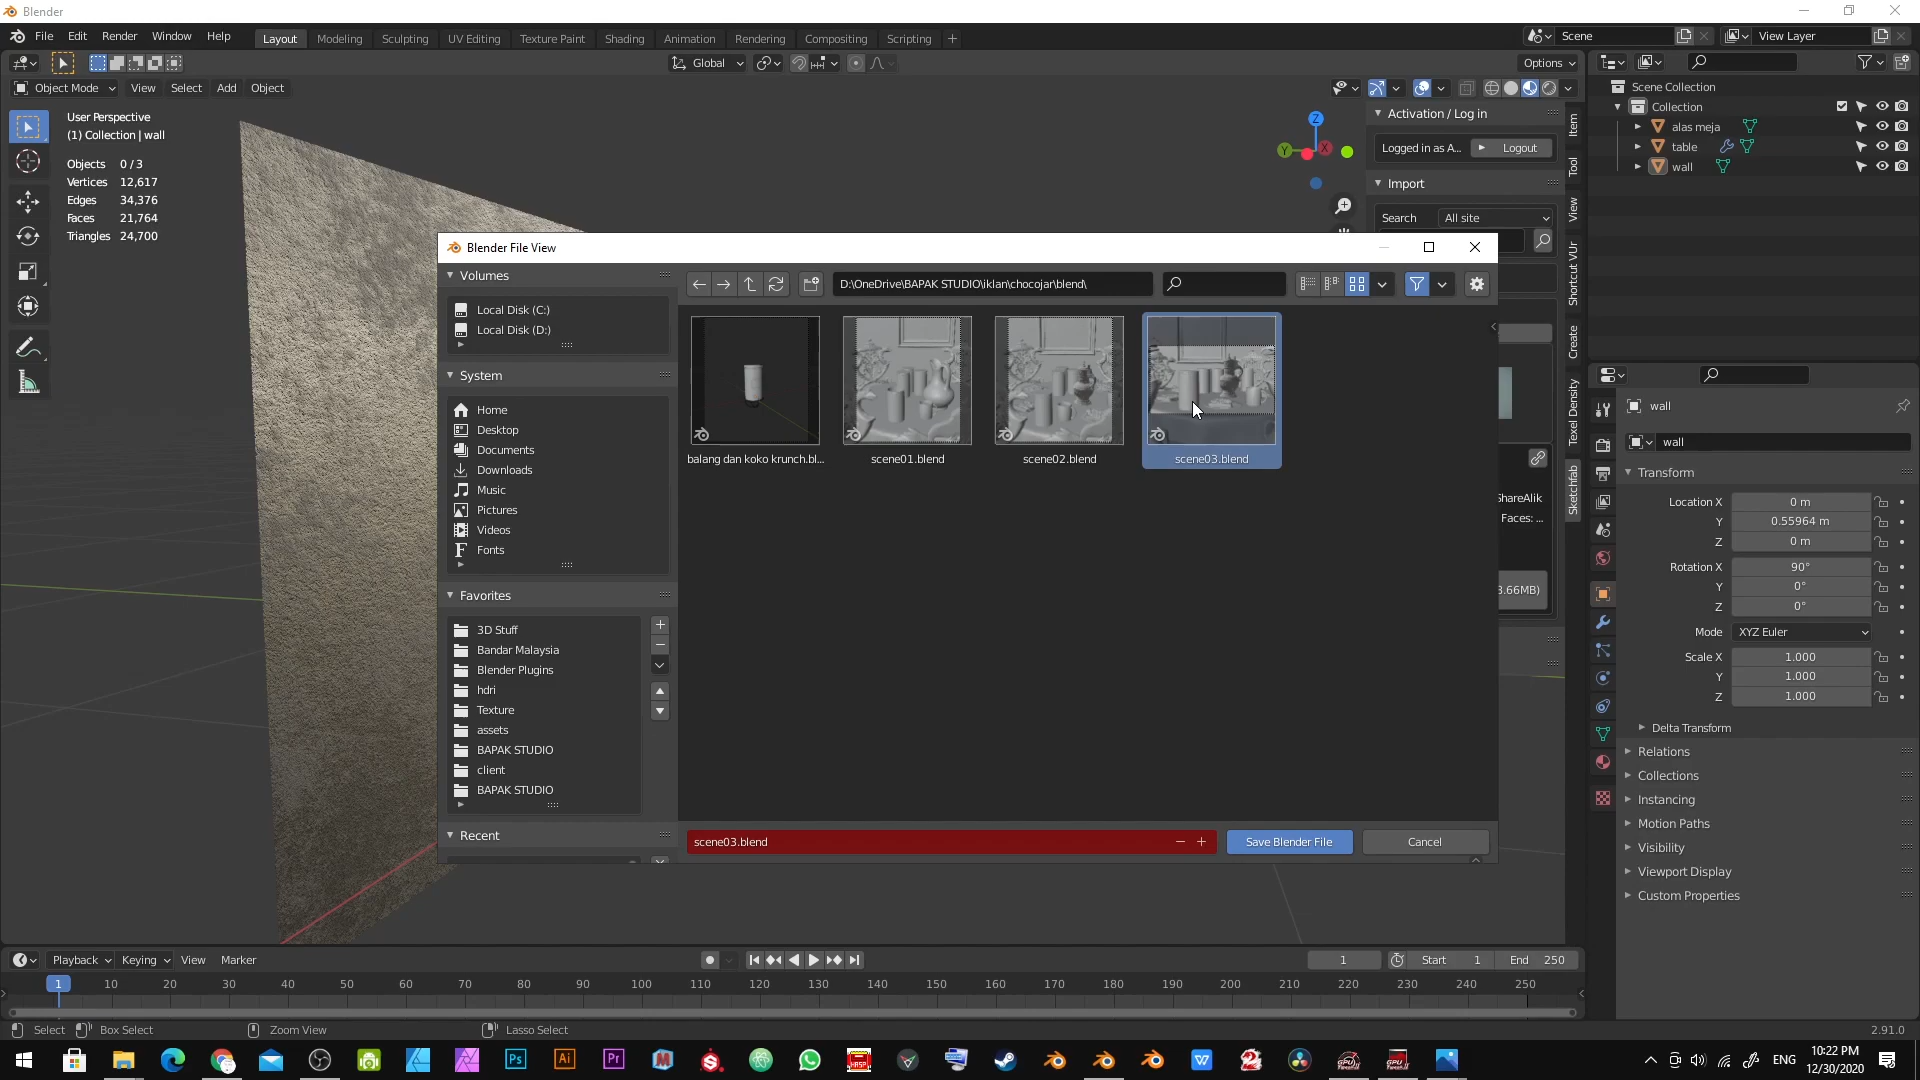 Blender
File Edit Render Window Help
Layout Modeling Sculpting UV Editing Texture Paint Shading Animation Rendering Compositing Scripting +
Scene
View Layer
Global
Options
Object Mode View Select Add Object
User Perspective
(1) Collection | wall
Objects 0 / 3
Vertices 12,617
Edges 34,376
Faces 21,764
Triangles 24,700
Z
Y
X
Activation / Log in
Logged in as A... Logout
Import
Search All site
Item
Tool
View
Shortcut VUr
Create
Texel Density
Sketchfab
ShareAlik
Faces: ...
3.66MB)
Scene Collection
Collection
alas meja
table
wall
Blender File View
Volumes
Local Disk (C:)
Local Disk (D:)
System
Home
Desktop
Documents
Downloads
Music
Pictures
Videos
Fonts
Favorites
3D Stuff
Bandar Malaysia
Blender Plugins
hdri
Texture
assets
BAPAK STUDIO
client
BAPAK STUDIO
Recent
D:\OneDrive\BAPAK STUDIO\iklan\chocojar\blend\
balang dan koko krunch.bl...
scene01.blend
scene02.blend
scene03.blend
scene03.blend
Save Blender File
Cancel
wall
wall
Transform
Location X 0 m
Y 0.55964 m
Z 0 m
Rotation X 90°
Y 0°
Z 0°
Mode XYZ Euler
Scale X 1.000
Y 1.000
Z 1.000
Delta Transform
Relations
Collections
Instancing
Motion Paths
Visibility
Viewport Display
Custom Properties
Playback Keying View Marker
1
Start 1
End 250
1 10 20 30 40 50 60 70 80 90 100 110 120 130 140 150 160 170 180 190 200 210 220 230 240 250
Select Box Select Zoom View Lasso Select
2.91.0
Ps
Ai
Pr
ENG
10:22 PM
12/30/2020